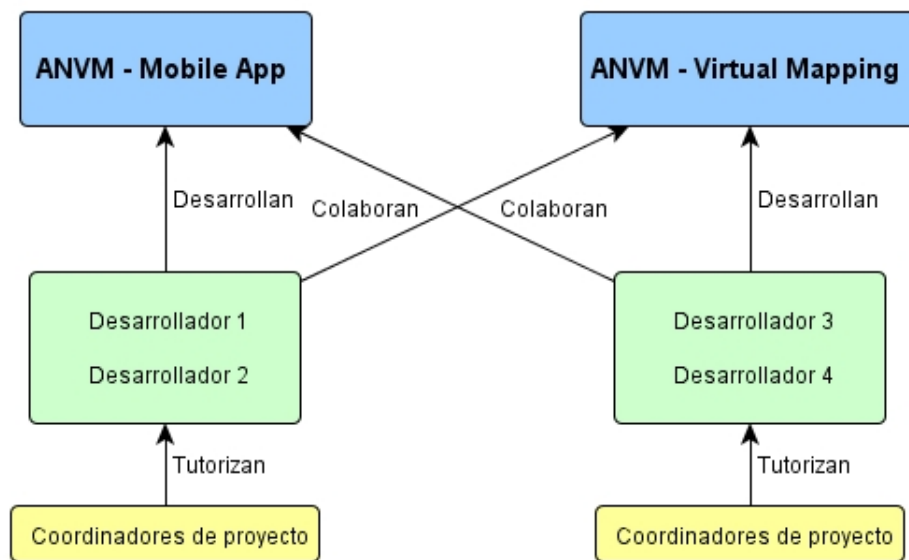 ANVM - Mobile App
ANVM - Virtual Mapping
Desarrollan
Colaboran
Colaboran
Desarrollan
Desarrollador 1
Desarrollador 2
Desarrollador 3
Desarrollador 4
Tutorizan
Tutorizan
Coordinadores de proyecto
Coordinadores de proyecto